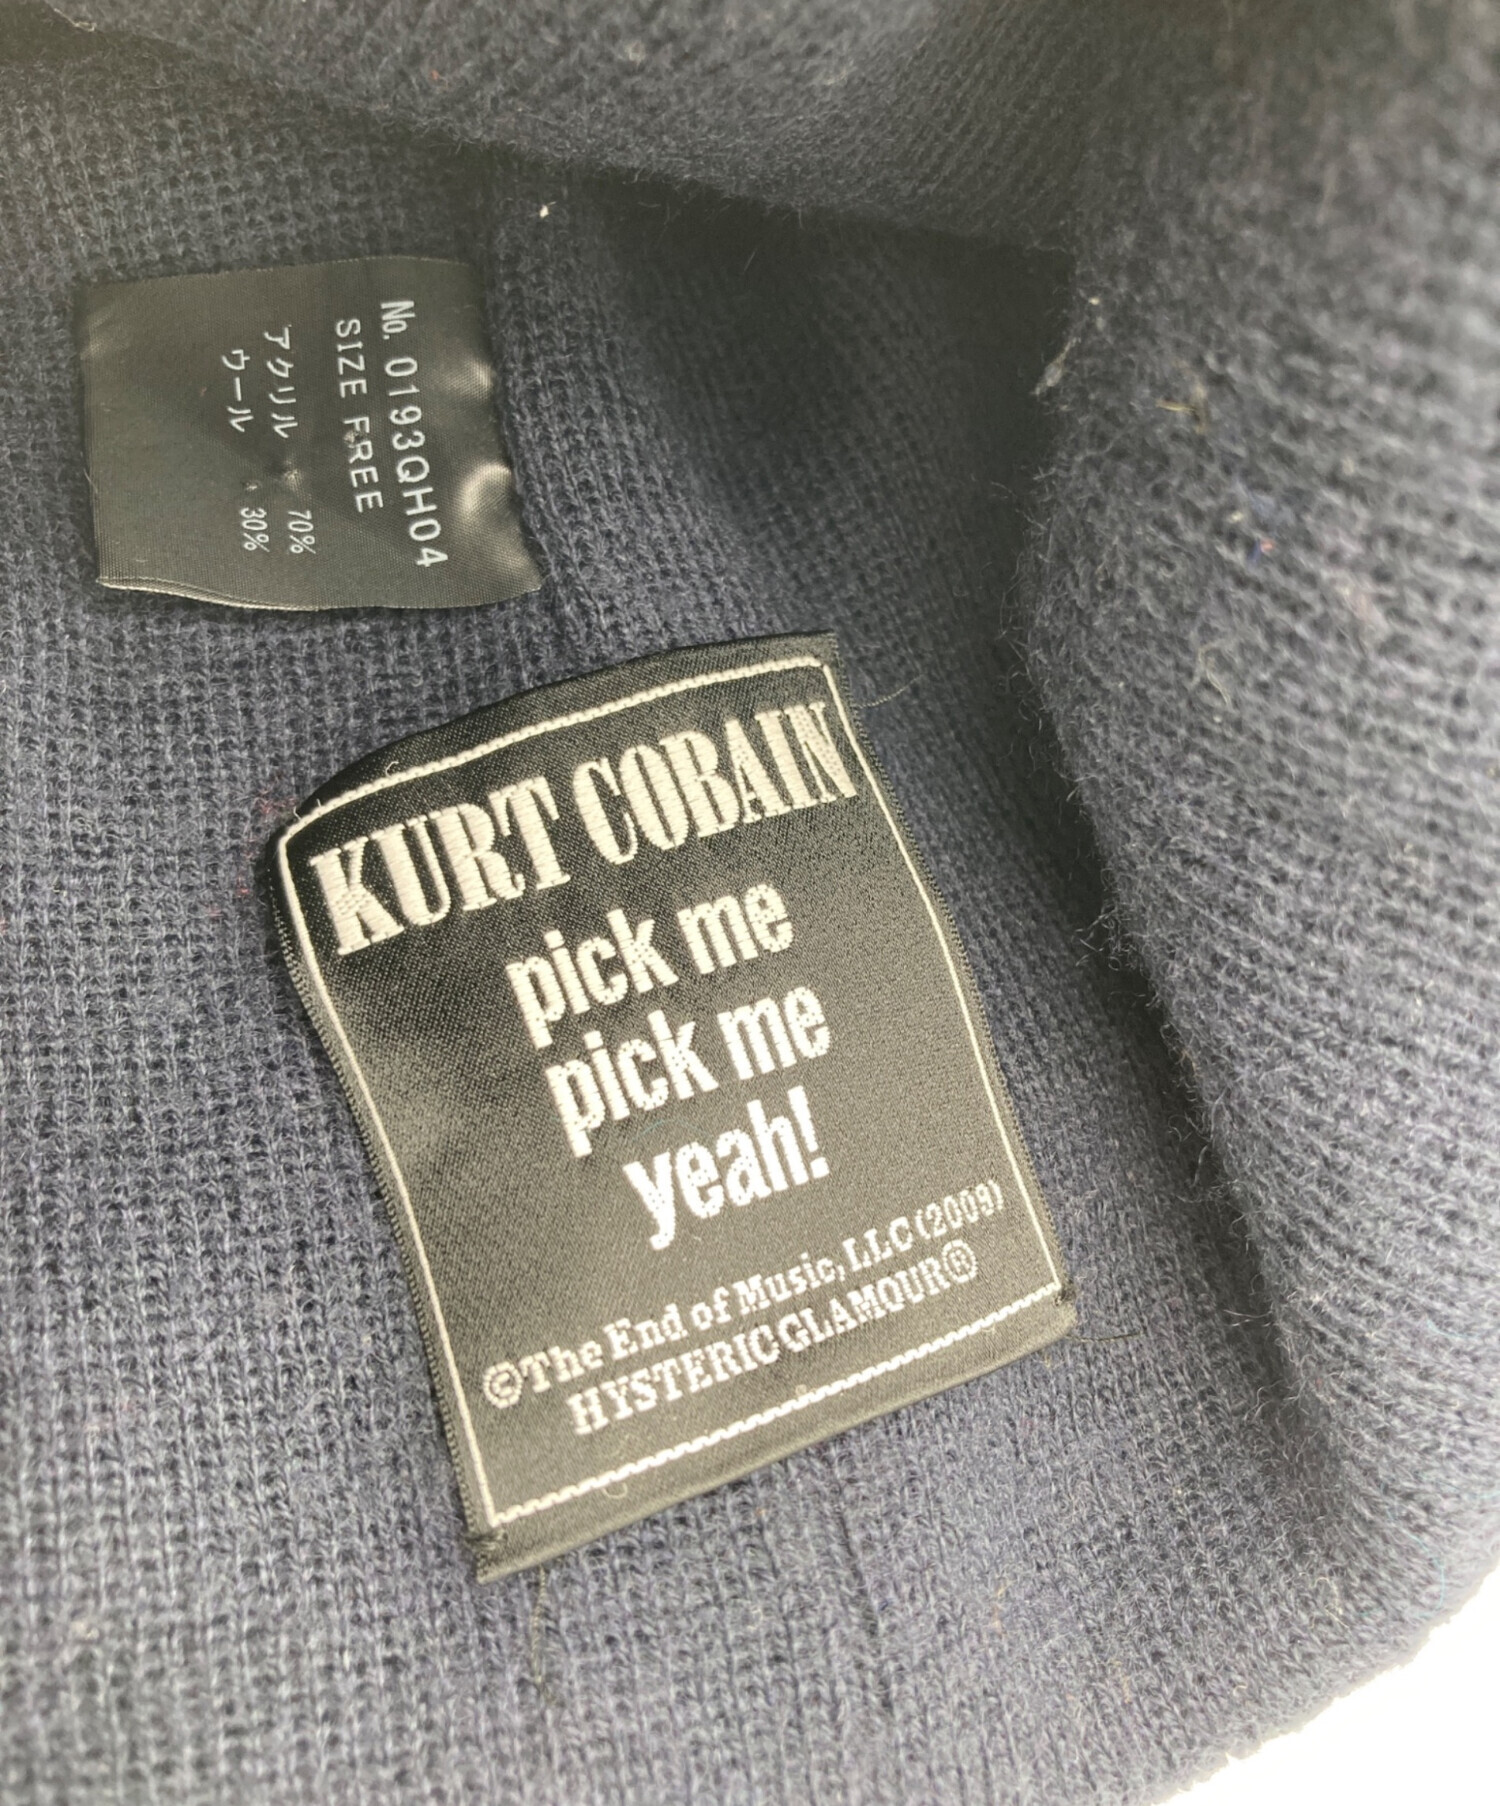 No. 0193QH04
SIZE FREE
アクリル 70%
ウール 30%
KURT COBAIN
pick me
pick me
yeah!
©The End of Music, LLC (2009)
HYSTERIC GLAMOUR®